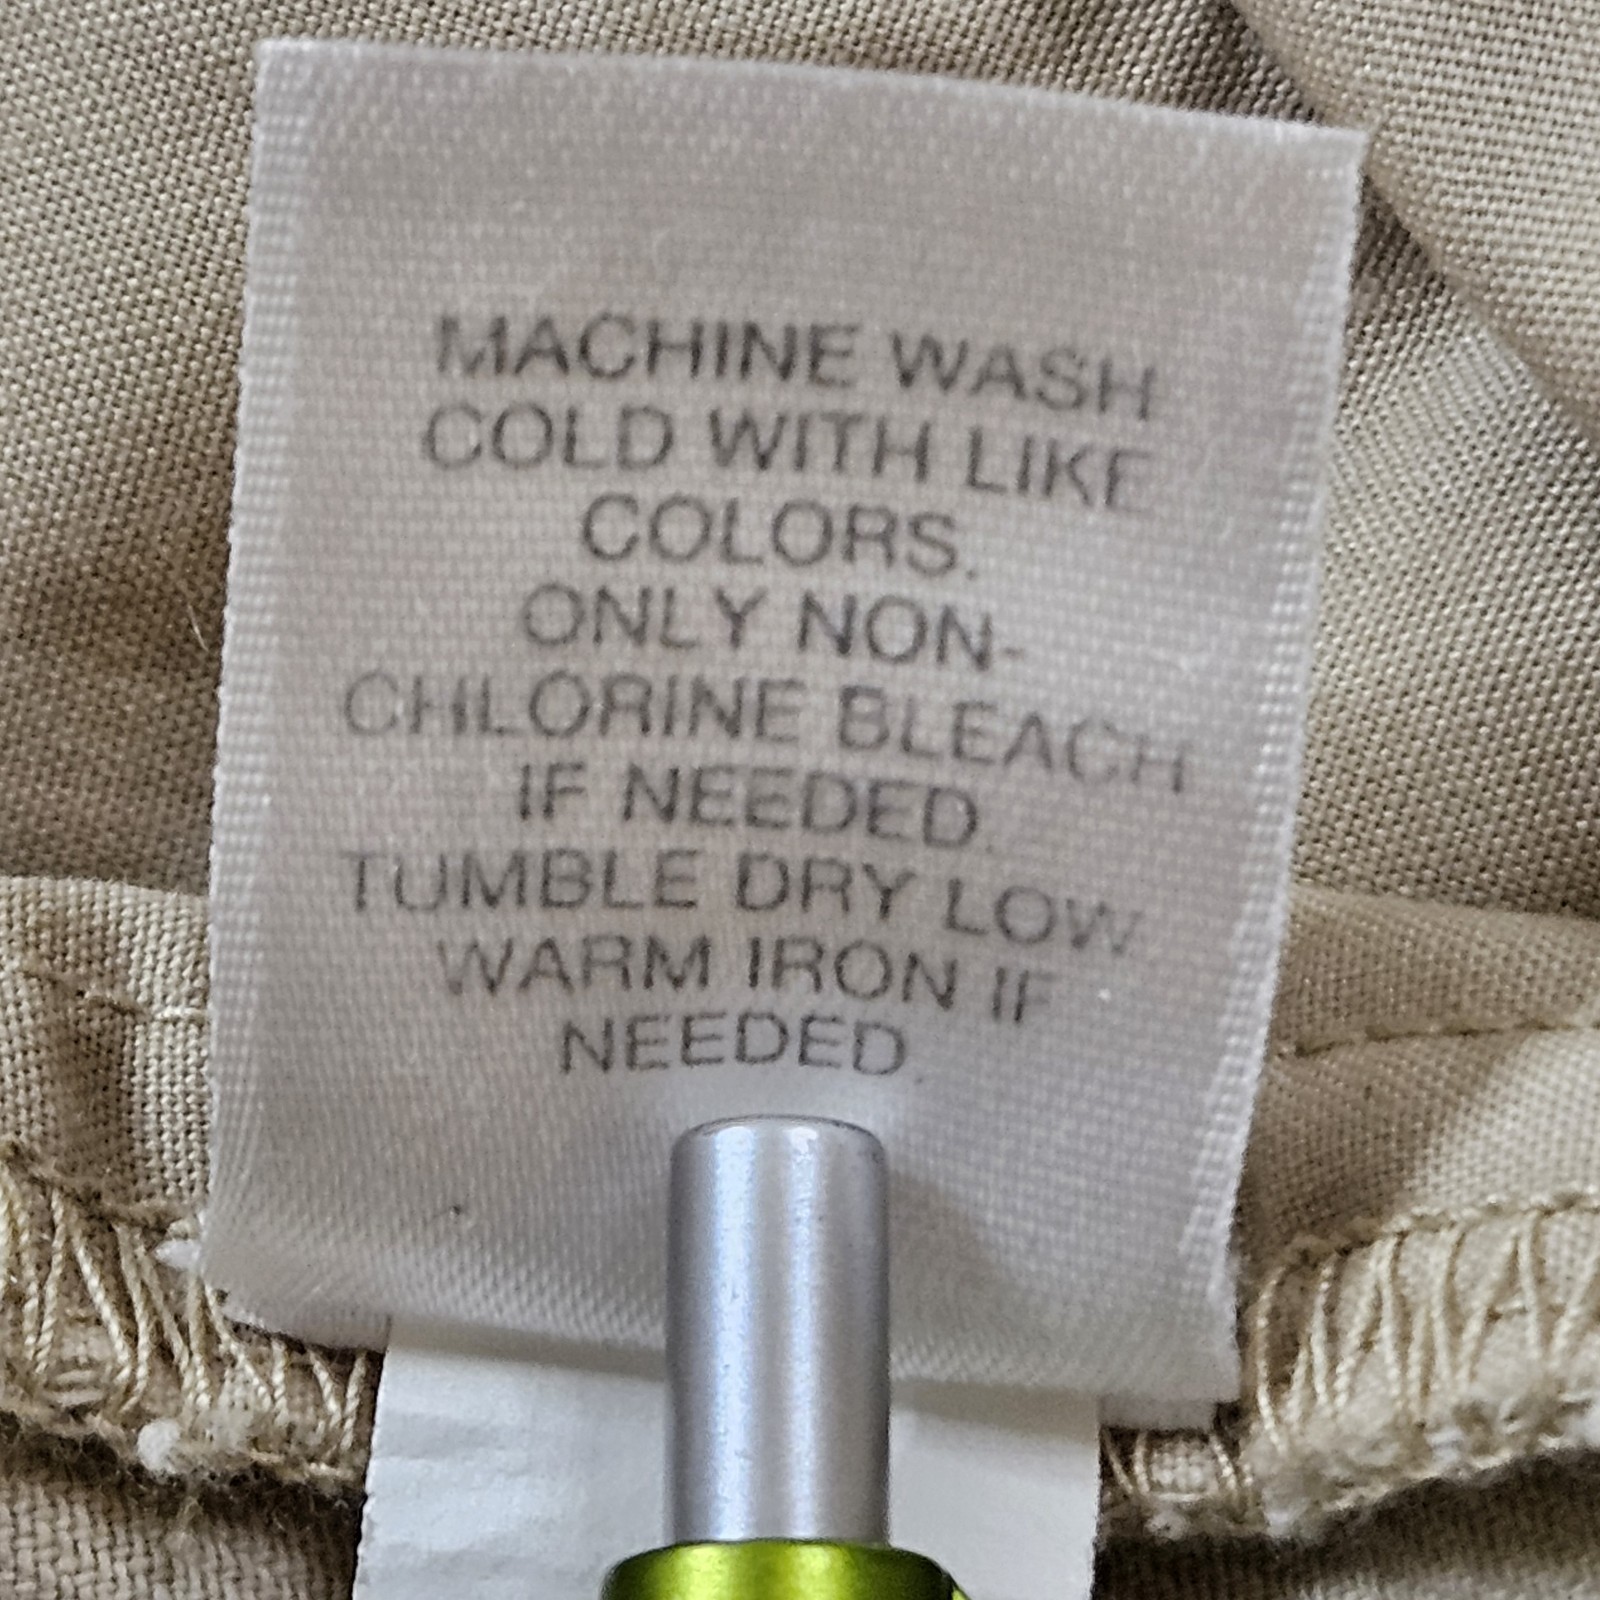 MACHINE WASH
COLD WITH LIKE
COLORS.
ONLY NON-
CHLORINE BLEACH
IF NEEDED.
TUMBLE DRY LOW
WARM IRON IF
NEEDED